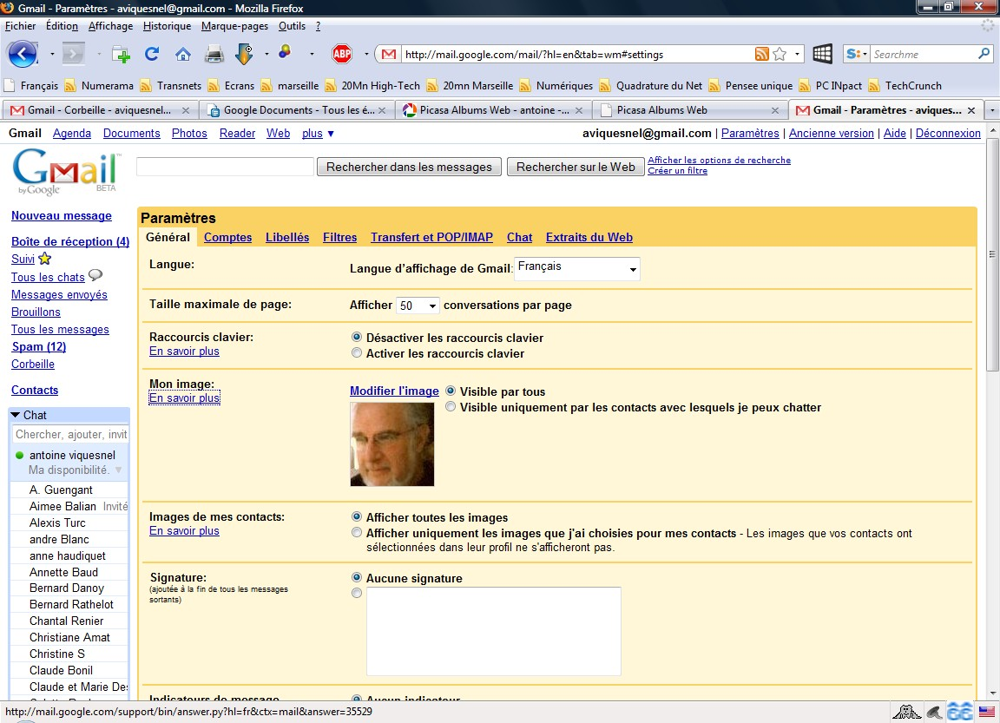 Gmail - Paramètres - aviquesnel@gmail.com - Mozilla Firefox
Fichier Édition Affichage Historique Marque-pages Outils ?
ABP http://mail.google.com/mail/?hl=en&tab=wm#settings S: Searchme
Français Numerama Transnets Ecrans marseille 20Mn High-Tech 20mn Marseille Numériques Quadrature du Net Pensee unique PC INpact TechCrunch
Gmail - Corbeille - aviquesnel... Google Documents - Tous les é... Picasa Albums Web - antoine - ... Picasa Albums Web Gmail - Paramètres - aviques...
Gmail Agenda Documents Photos Reader Web plus ▼ aviquesnel@gmail.com | Paramètres | Ancienne version | Aide | Déconnexion
Gmail™ by Google BETA
Rechercher dans les messages Rechercher sur le Web Afficher les options de recherche
Créer un filtre
Nouveau message
Boîte de réception (4)
Suivi
Tous les chats
Messages envoyés
Brouillons
Tous les messages
Spam (12)
Corbeille
Contacts
Chat
Chercher, ajouter, invit
antoine viquesnel
Ma disponibilité.
A. Guengant
Aimee Balian Invité
Alexis Turc
andre Blanc
anne haudiquet
Annette Baud
Bernard Danoy
Bernard Rathelot
Chantal Renier
Christiane Amat
Christine S
Claude Bonil
Claude et Marie Des
Paramètres
Général Comptes Libellés Filtres Transfert et POP/IMAP Chat Extraits du Web
Langue: Langue d'affichage de Gmail: Français
Taille maximale de page: Afficher 50 conversations par page
Raccourcis clavier: Désactiver les raccourcis clavier
En savoir plus Activer les raccourcis clavier
Mon image: Modifier l'image Visible par tous
En savoir plus Visible uniquement par les contacts avec lesquels je peux chatter
Images de mes contacts: Afficher toutes les images
En savoir plus Afficher uniquement les images que j'ai choisies pour mes contacts - Les images que vos contacts ont
sélectionnées dans leur profil ne s'afficheront pas.
Signature: Aucune signature
(ajoutée à la fin de tous les messages
sortants)
Indicateurs de message Aucun indicateur
http://mail.google.com/support/bin/answer.py?hl=fr&ctx=mail&answer=35529